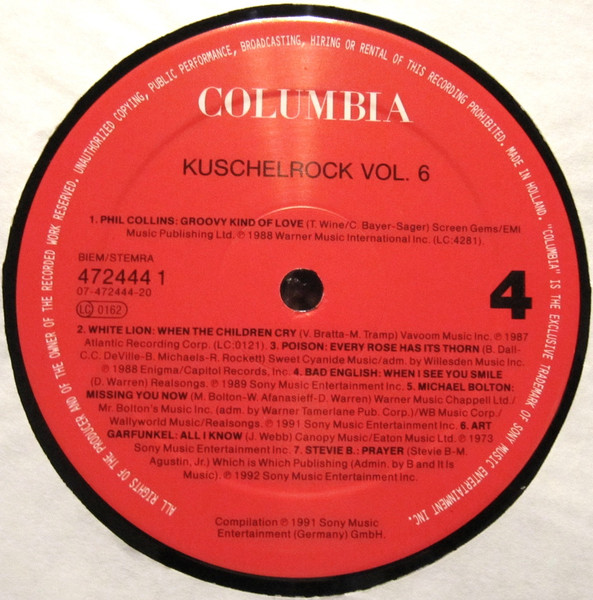 ALL RIGHTS OF THE PRODUCER AND OF THE OWNER OF THE RECORDED WORK RESERVED. UNAUTHORIIZED COPYING, PUBLIC PERFORMANCE, BROADCASTING, HIRING OR RENTAL OF THIS RECORDING PROHIBITED. MADE IN HOLLAND. "COLUMBIA" IS THE EXCLUSIVE TRADEMARK OF SONY MUSIC ENTERTAINMENT INC.
COLUMBIA
KUSCHELROCK VOL. 6
1. PHIL COLLINS: GROOVY KIND OF LOVE (T. Wine/C. Bayer-Sager) Screen Gems/EMI
Music Publishing Ltd. ℗ 1988 Warner Music International Inc. (LC:4281).
BIEM/STEMRA
472444 1
07-472444-20
LC 0162
4
2. WHITE LION: WHEN THE CHILDREN CRY (V. Bratta-M. Tramp) Vavoom Music Inc. ℗ 1987
Atlantic Recording Corp. (LC:0121). 3. POISON: EVERY ROSE HAS ITS THORN (B. Dall-
C.C. DeVille-B. Michaels-R. Rockett) Sweet Cyanide Music/adm. by Willesden Music Inc.
℗ 1988 Enigma/Capitol Records, Inc. 4. BAD ENGLISH: WHEN I SEE YOU SMILE
(D. Warren) Realsongs. ℗ 1989 Sony Music Entertainment Inc. 5. MICHAEL BOLTON:
MISSING YOU NOW (M. Bolton-W. Afanasieff-D. Warren) Warner Music Chappell Ltd./
Mr. Bolton's Music Inc. (adm. by Warner Tamerlane Pub. Corp.)/WB Music Corp./
Wallyworld Music/Realsongs. ℗ 1991 Sony Music Entertainment Inc. 6. ART
GARFUNKEL: ALL I KNOW (J. Webb) Canopy Music/Eaton Music Ltd. ℗ 1973
Sony Music Entertainment Inc. 7. STEVIE B.: PRAYER (Stevie B-M.
Agustin, Jr.) Which is Which Publishing (Admin. by B and It Is
Music). ℗ 1992 Sony Music Entertainment Inc.
Compilation ℗ 1991 Sony Music
Entertainment (Germany) GmbH.